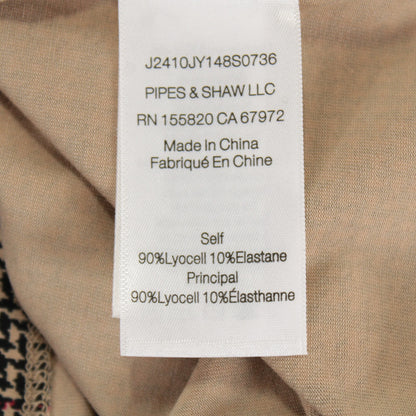 J2410JY148S0736
PIPES & SHAW LLC
RN 155820 CA 67972
Made In China
Fabriqué En Chine
Self
90%Lyocell 10%Elastane
Principal
90%Lyocell 10%Élasthanne